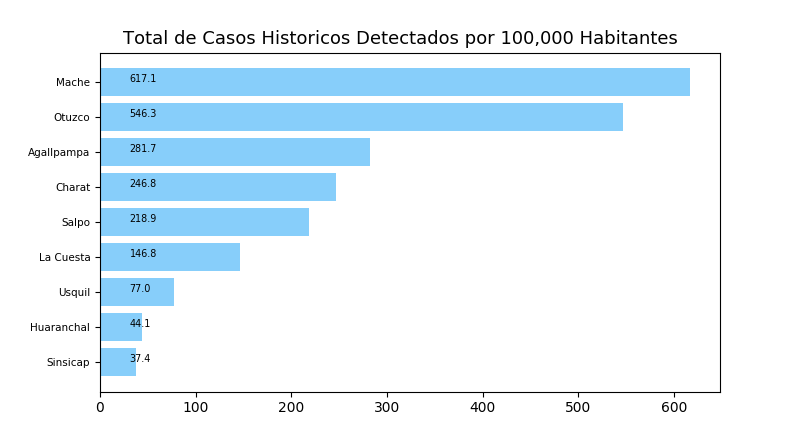 Total de Casos Historicos Detectados por 100,000 Habitantes
Mache 617.1
Otuzco 546.3
Agallpampa 281.7
Charat 246.8
Salpo 218.9
La Cuesta 146.8
Usquil 77.0
Huaranchal 44.1
Sinsicap 37.4
0 100 200 300 400 500 600